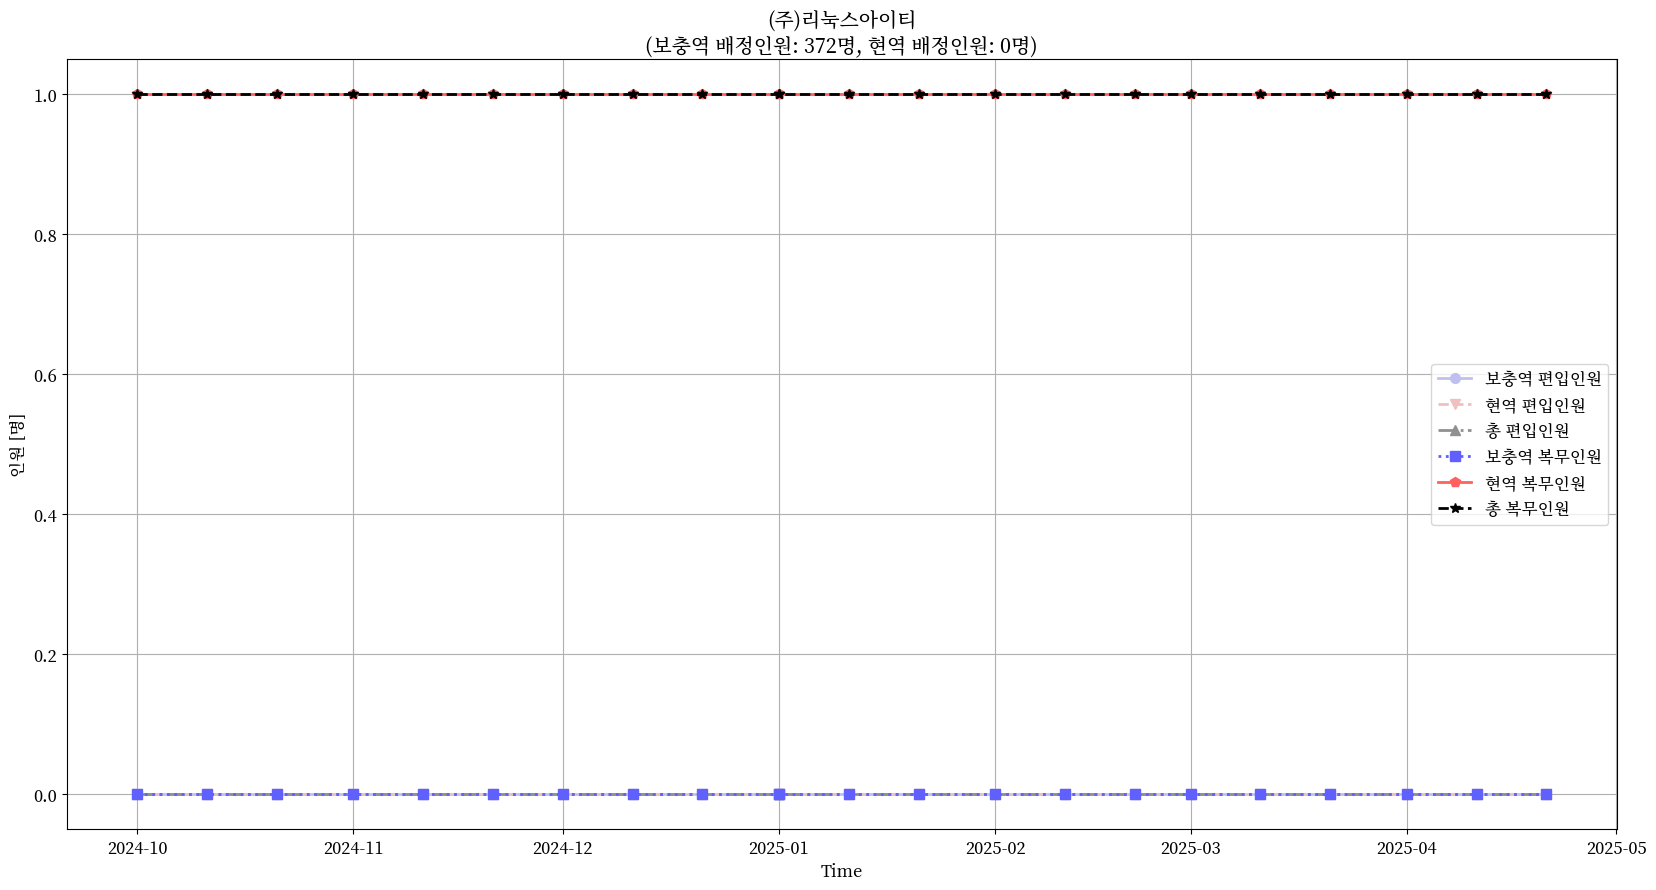 (주)리눅스아이티
(보충역 배정인원: 372명, 현역 배정인원: 0명)
인원 [명]
1.0
0.8
0.6
0.4
0.2
0.0
보충역 편입인원
현역 편입인원
총 편입인원
보충역 복무인원
현역 복무인원
총 복무인원
2024-10 2024-11 2024-12 2025-01 2025-02 2025-03 2025-04 2025-05
Time